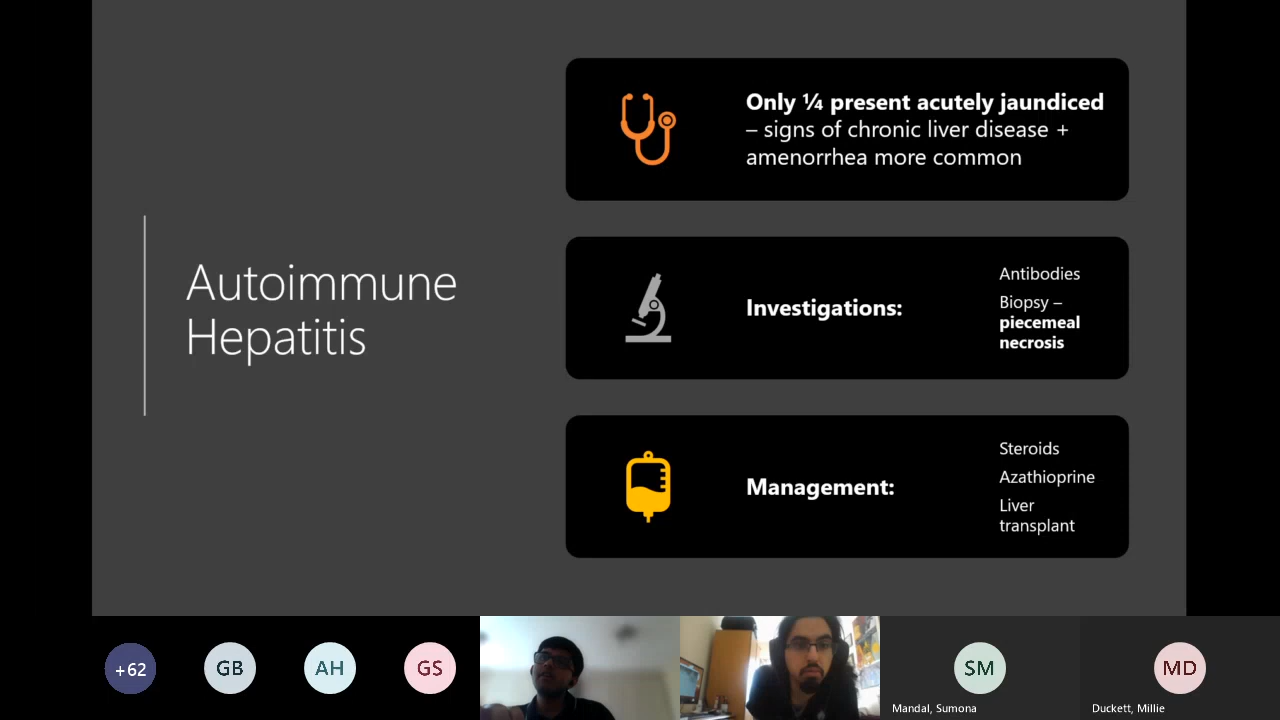 Autoimmune
Hepatitis
Only ¼ present acutely jaundiced
– signs of chronic liver disease +
amenorrhea more common
Investigations:
Antibodies
Biopsy –
piecemeal
necrosis
Management:
Steroids
Azathioprine
Liver
transplant
+62
GB
AH
GS
SM
MD
Mandal, Sumona
Duckett, Millie